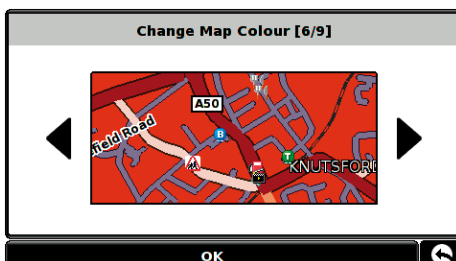 Change Map Colour [6/9]
A50
field Road
B
T
KNUTSFORD
OK